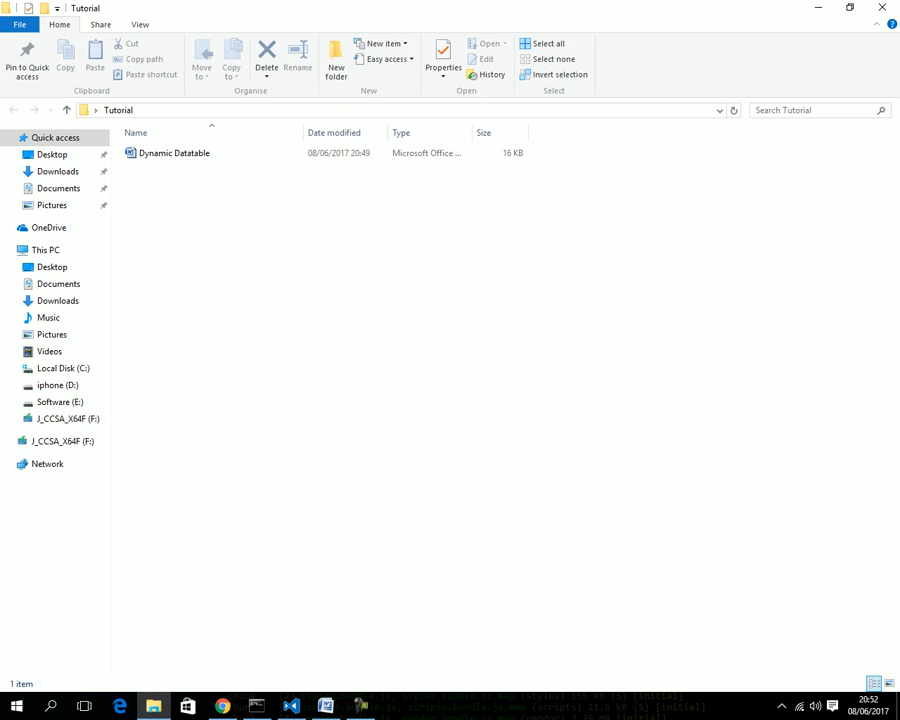 Tutorial
File Home Share View
Pin to Quick access
Copy
Paste
Cut
Copy path
Paste shortcut
Clipboard
Move to
Copy to
Delete
Rename
Organise
New folder
New item
Easy access
New
Properties
Open
Edit
History
Open
Select all
Select none
Invert selection
Select
Tutorial
Search Tutorial
Name Date modified Type Size
Dynamic Datatable 08/06/2017 20:49 Microsoft Office ... 16 KB
Quick access
Desktop
Downloads
Documents
Pictures
OneDrive
This PC
Desktop
Documents
Downloads
Music
Pictures
Videos
Local Disk (C:)
iphone (D:)
Software (E:)
J_CCSA_X64F (F:)
J_CCSA_X64F (F:)
Network
1 item
20:52
08/06/2017